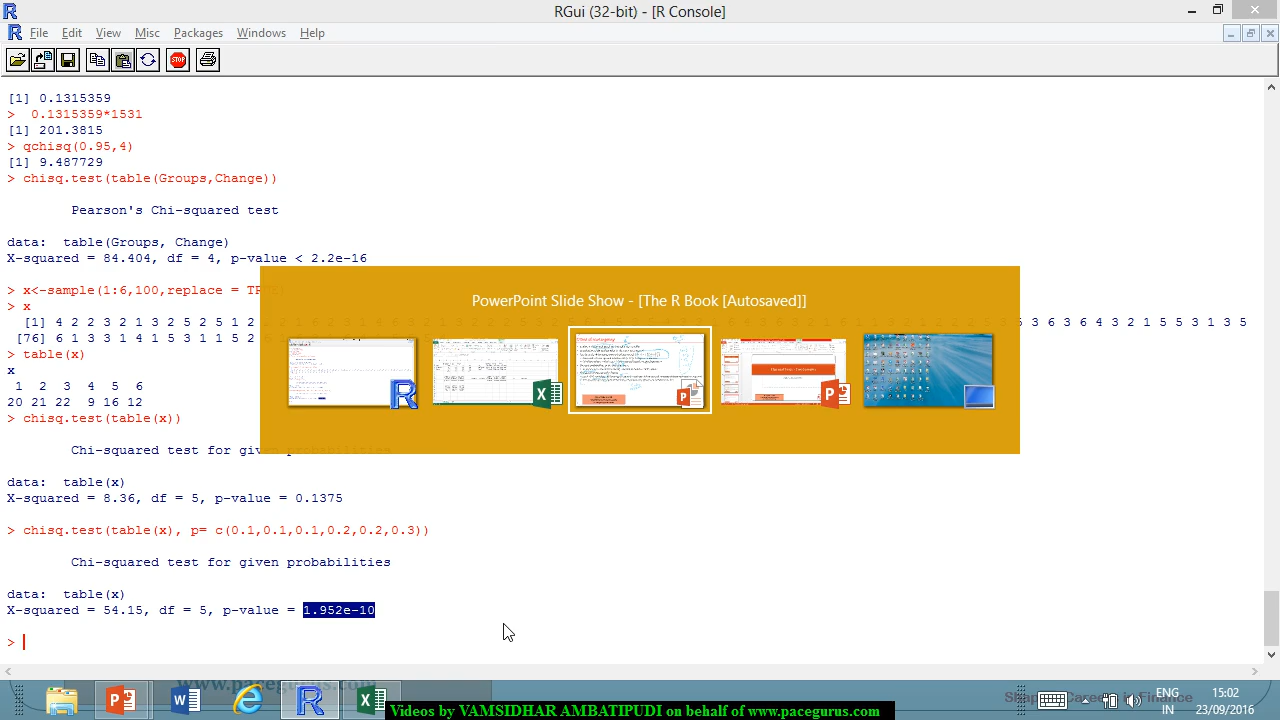 RGui (32-bit) - [R Console]
File Edit View Misc Packages Windows Help
STOP
[1] 0.1315359
> 0.1315359*1531
[1] 201.3815
> qchisq(0.95,4)
[1] 9.487729
> chisq.test(table(Groups,Change))
Pearson's Chi-squared test
data: table(Groups, Change)
X-squared = 84.404, df = 4, p-value < 2.2e-16
> x<-sample(1:6,100,replace =
> x
[1] 4 2 2 3 2 1 3 2 5 2 5 1 2
[76] 6 1 3 3 1 4 1
PowerPoint Slide Show - [The R Book [Autosaved]]
3 6 3 6 4 3 2 1 5 5 3 1 3 5
> table(x)
x
1 2 3 4 5 6
20 21 22 9 16 12
> chisq.test(table(x))
Chi-squared test for given probabilities
data: table(x)
X-squared = 8.36, df = 5, p-value = 0.1375
> chisq.test(table(x), p= c(0.1,0.1,0.1,0.2,0.2,0.3))
Chi-squared test for given probabilities
data: table(x)
X-squared = 54.15, df = 5, p-value = 1.952e-10
>
www.pacegurus.com
Careers in Finance
ENG
IN
15:02
23/09/2016
Videos by VAMSIDHAR AMBATIPUDI on behalf of www.pacegurus.com